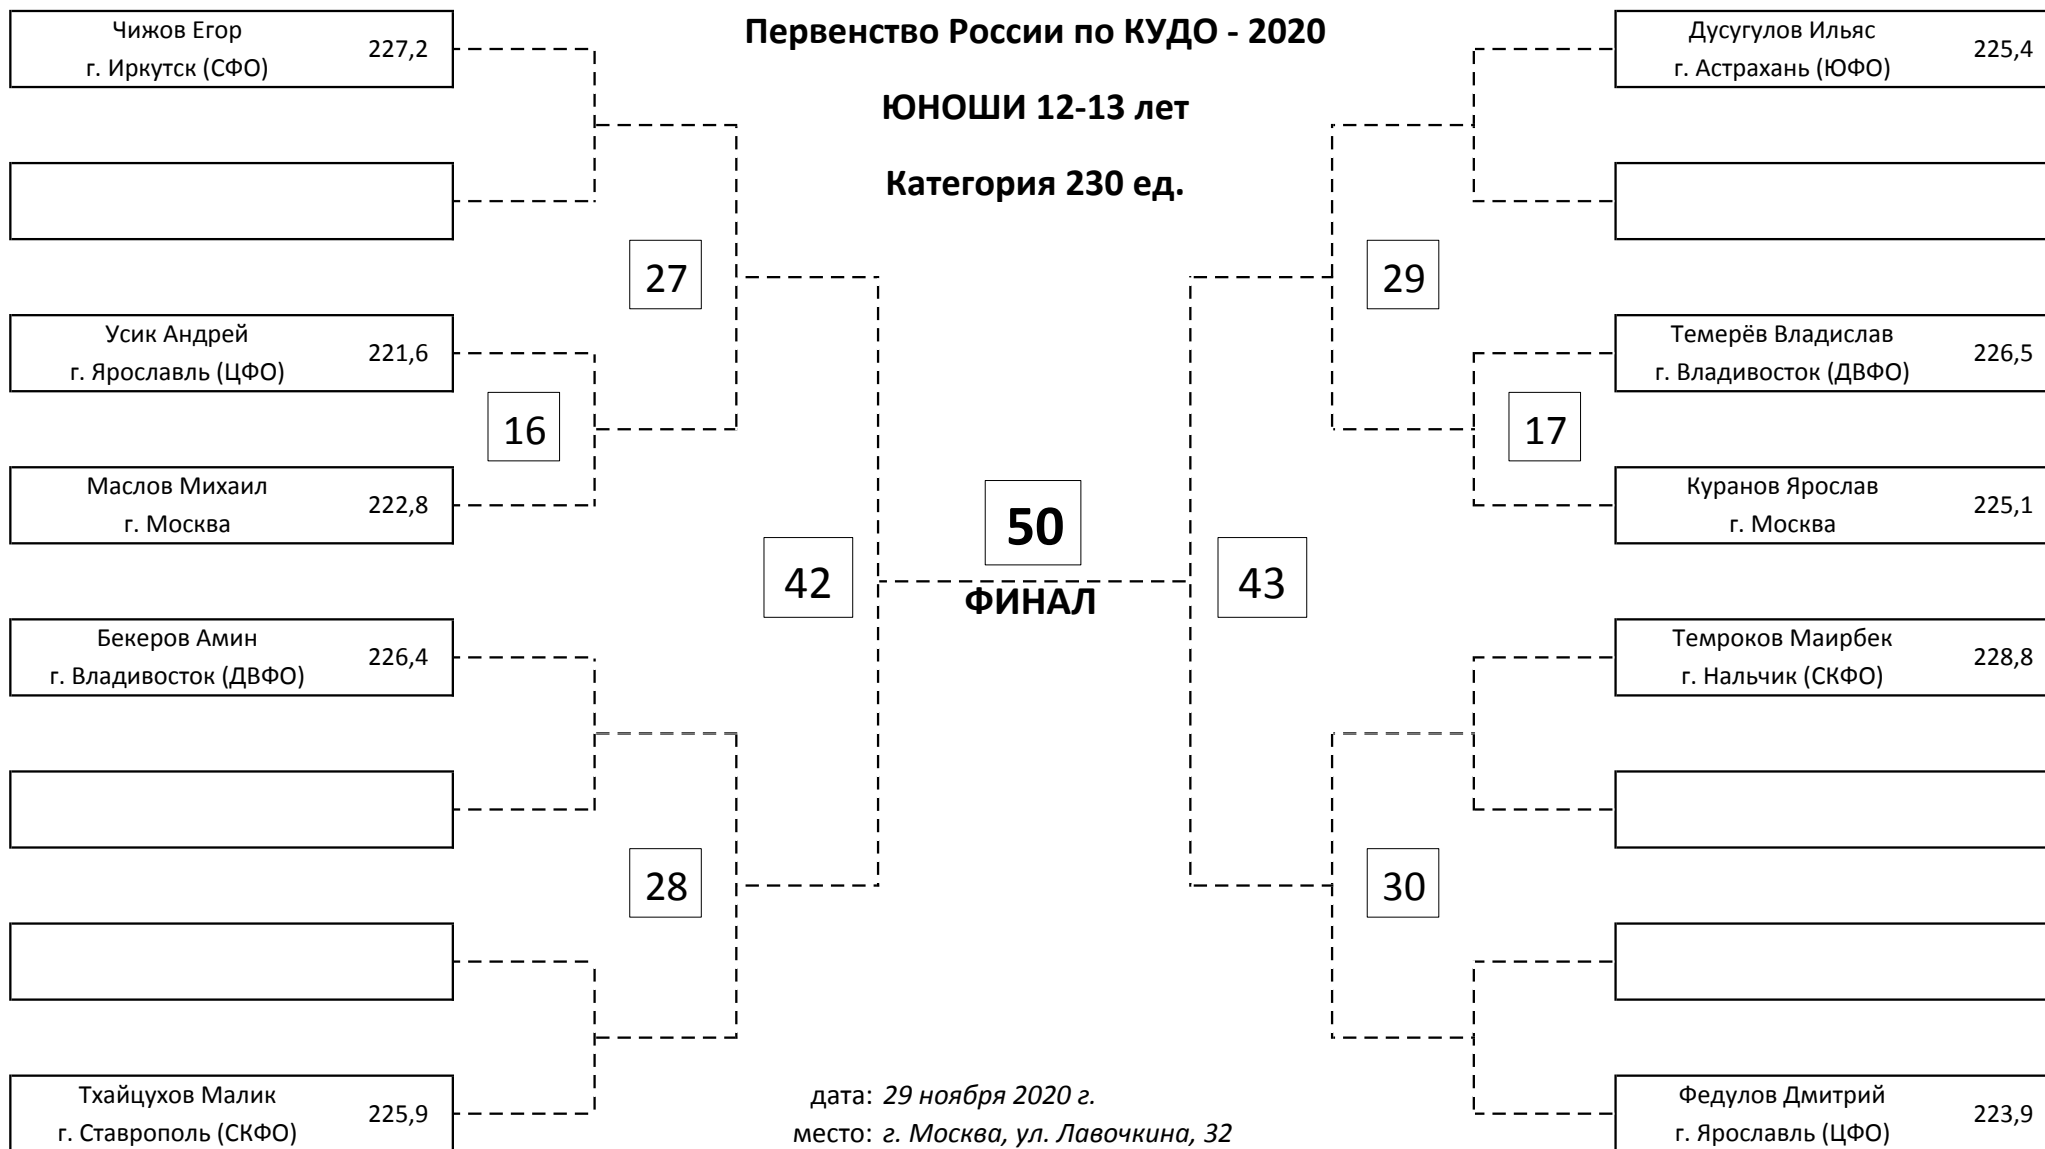 Первенство России по КУДО - 2020
ЮНОШИ 12-13 лет
Категория 230 ед.
Чижов Егор
г. Иркутск (СФО)
227,2
Усик Андрей
г. Ярославль (ЦФО)
221,6
Маслов Михаил
г. Москва
222,8
Бекеров Амин
г. Владивосток (ДВФО)
226,4
Тхайцухов Малик
г. Ставрополь (СКФО)
225,9
16
27
28
42
50
ФИНАЛ
43
29
30
17
Дусугулов Ильяс
г. Астрахань (ЮФО)
225,4
Темерёв Владислав
г. Владивосток (ДВФО)
226,5
Куранов Ярослав
г. Москва
225,1
Темроков Маирбек
г. Нальчик (СКФО)
228,8
Федулов Дмитрий
г. Ярославль (ЦФО)
223,9
дата: 29 ноября 2020 г.
место: г. Москва, ул. Лавочкина, 32